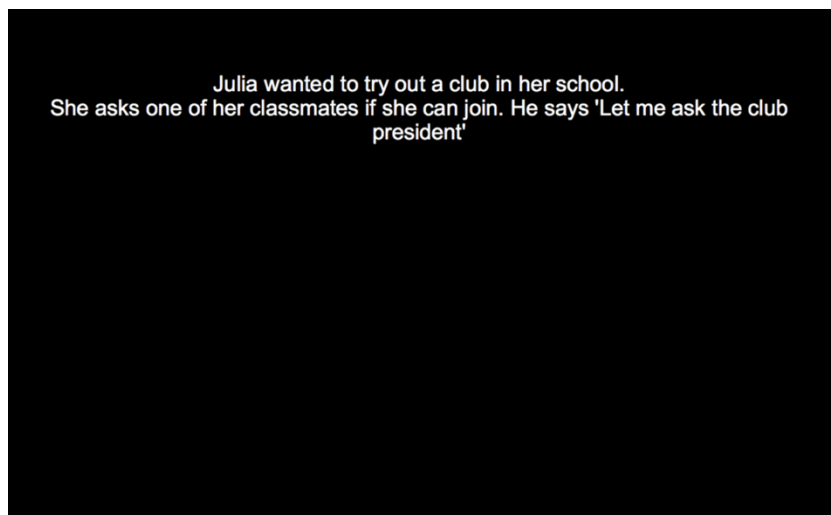 Julia wanted to try out a club in her school.
She asks one of her classmates if she can join. He says 'Let me ask the club
president'